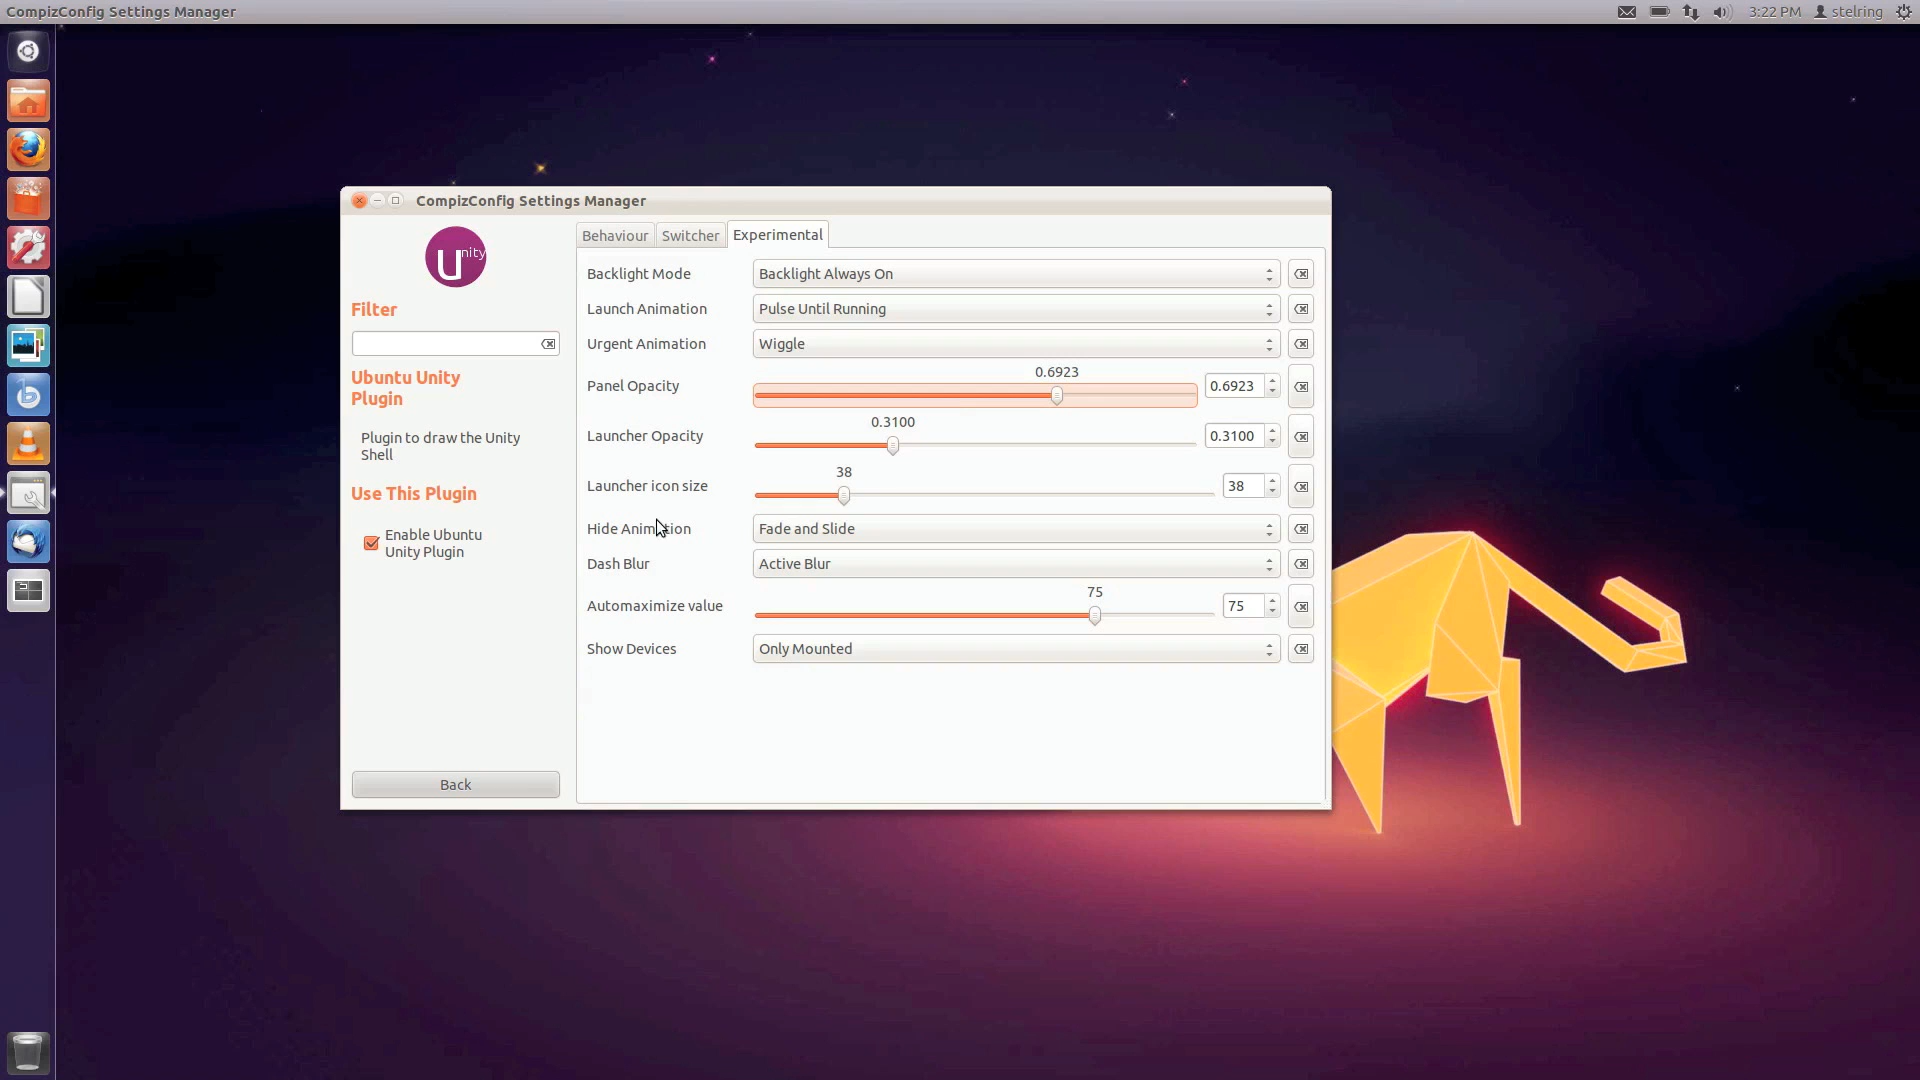 CompizConfig Settings Manager
3:22 PM stelring
CompizConfig Settings Manager
Unity
Filter
Ubuntu Unity
Plugin
Plugin to draw the Unity
Shell
Use This Plugin
Enable Ubuntu
Unity Plugin
Back
Behaviour Switcher Experimental
Backlight Mode Backlight Always On
Launch Animation Pulse Until Running
Urgent Animation Wiggle
0.6923
Panel Opacity 0.6923
0.3100
Launcher Opacity 0.3100
38
Launcher icon size 38
Hide Animation Fade and Slide
Dash Blur Active Blur
75
Automaximize value 75
Show Devices Only Mounted